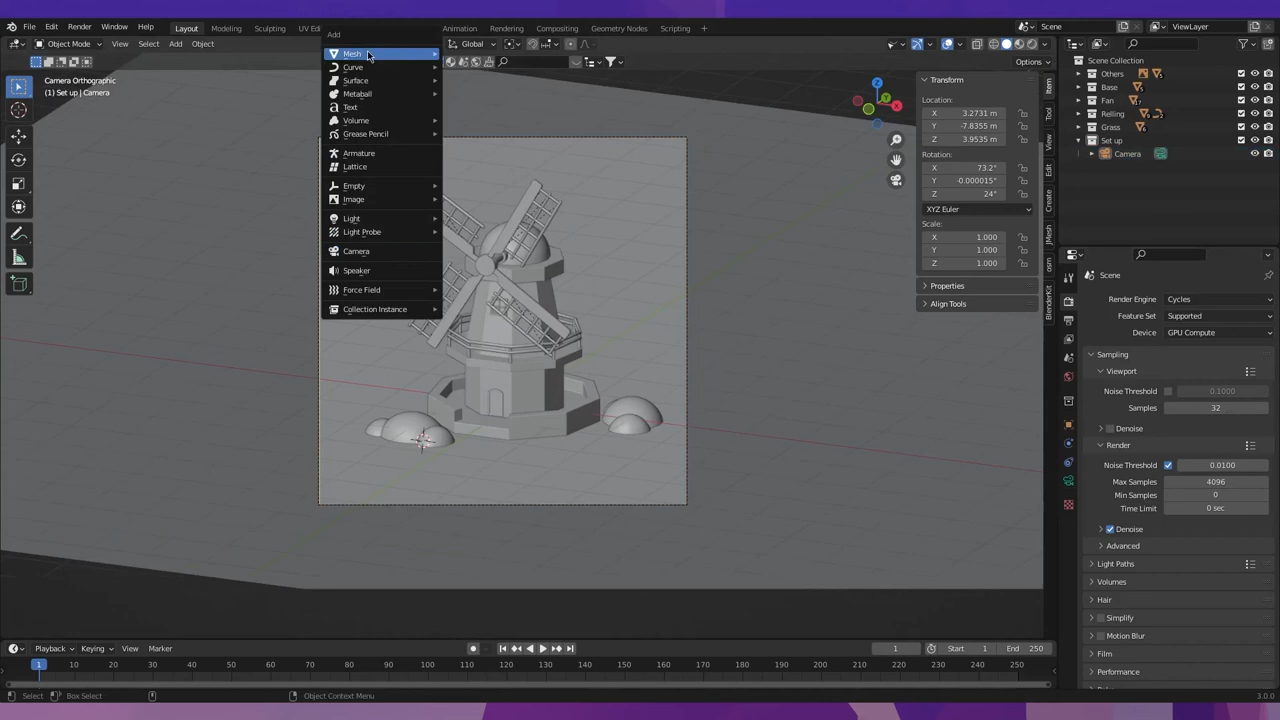 File Edit Render Window Help Layout Modeling Sculpting UV Edi Animation Rendering Compositing Geometry Nodes Scripting Scene ViewLayer
Object Mode View Select Add Object Global
Options
Camera Orthographic
(1) Set up | Camera
Add
Mesh
Curve
Surface
Metaball
Text
Volume
Grease Pencil
Armature
Lattice
Empty
Image
Light
Light Probe
Camera
Speaker
Force Field
Collection Instance
Z
Y
X
Transform
Location:
X 3.2731 m
Y -7.8355 m
Z 3.9535 m
Rotation:
X 73.2°
Y -0.000015°
Z 24°
XYZ Euler
Scale:
X 1.000
Y 1.000
Z 1.000
Properties
Align Tools
Item
Tool
View
Edit
Create
JMesh
osm
BlenderKit
Scene Collection
Others
Base
Fan
Relling
Grass
Set up
Camera
Scene
Render Engine Cycles
Feature Set Supported
Device GPU Compute
Sampling
Viewport
Noise Threshold 0.1000
Samples 32
Denoise
Render
Noise Threshold 0.0100
Max Samples 4096
Min Samples 0
Time Limit 0 sec
Denoise
Advanced
Light Paths
Volumes
Hair
Simplify
Motion Blur
Film
Performance
Playback Keying View Marker 1 Start 1 End 250
1 10 20 30 40 50 60 70 80 90 100 110 120 130 140 150 160 170 180 190 200 210 220 230 240 250
Select Box Select Object Context Menu 3.0.0